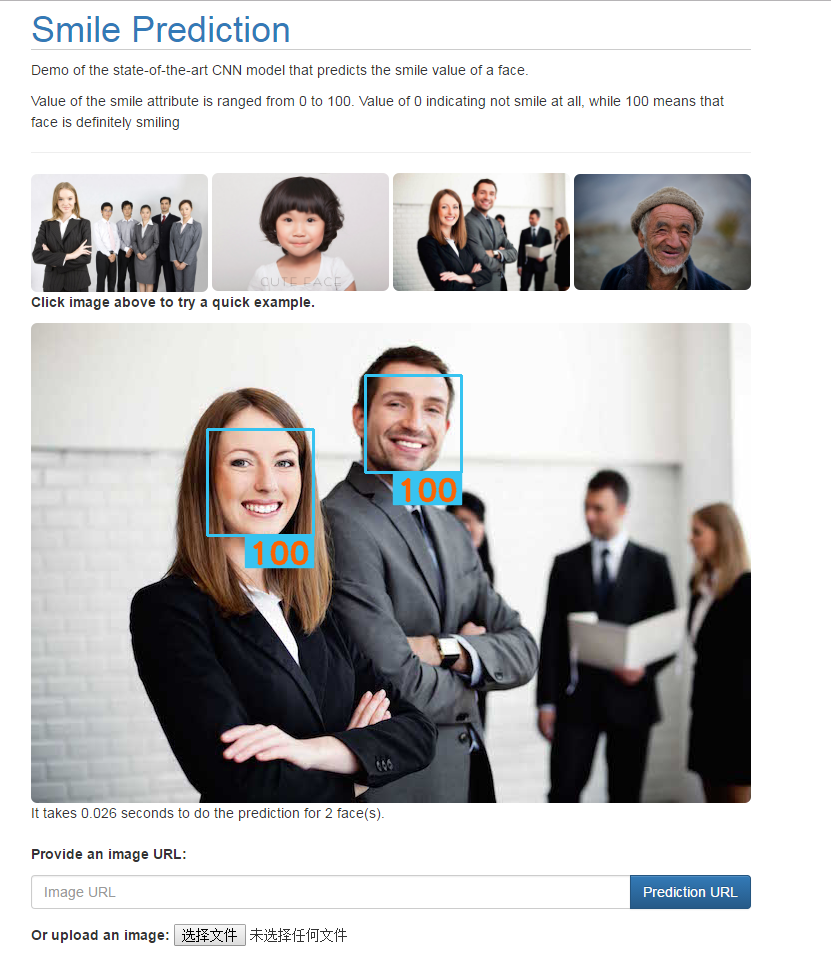 Smile Prediction
Demo of the state-of-the-art CNN model that predicts the smile value of a face.
Value of the smile attribute is ranged from 0 to 100. Value of 0 indicating not smile at all, while 100 means that
face is definitely smiling
CUTE FACE
Click image above to try a quick example.
100
100
It takes 0.026 seconds to do the prediction for 2 face(s).
Provide an image URL:
Image URL Prediction URL
Or upload an image: 选择文件 未选择任何文件